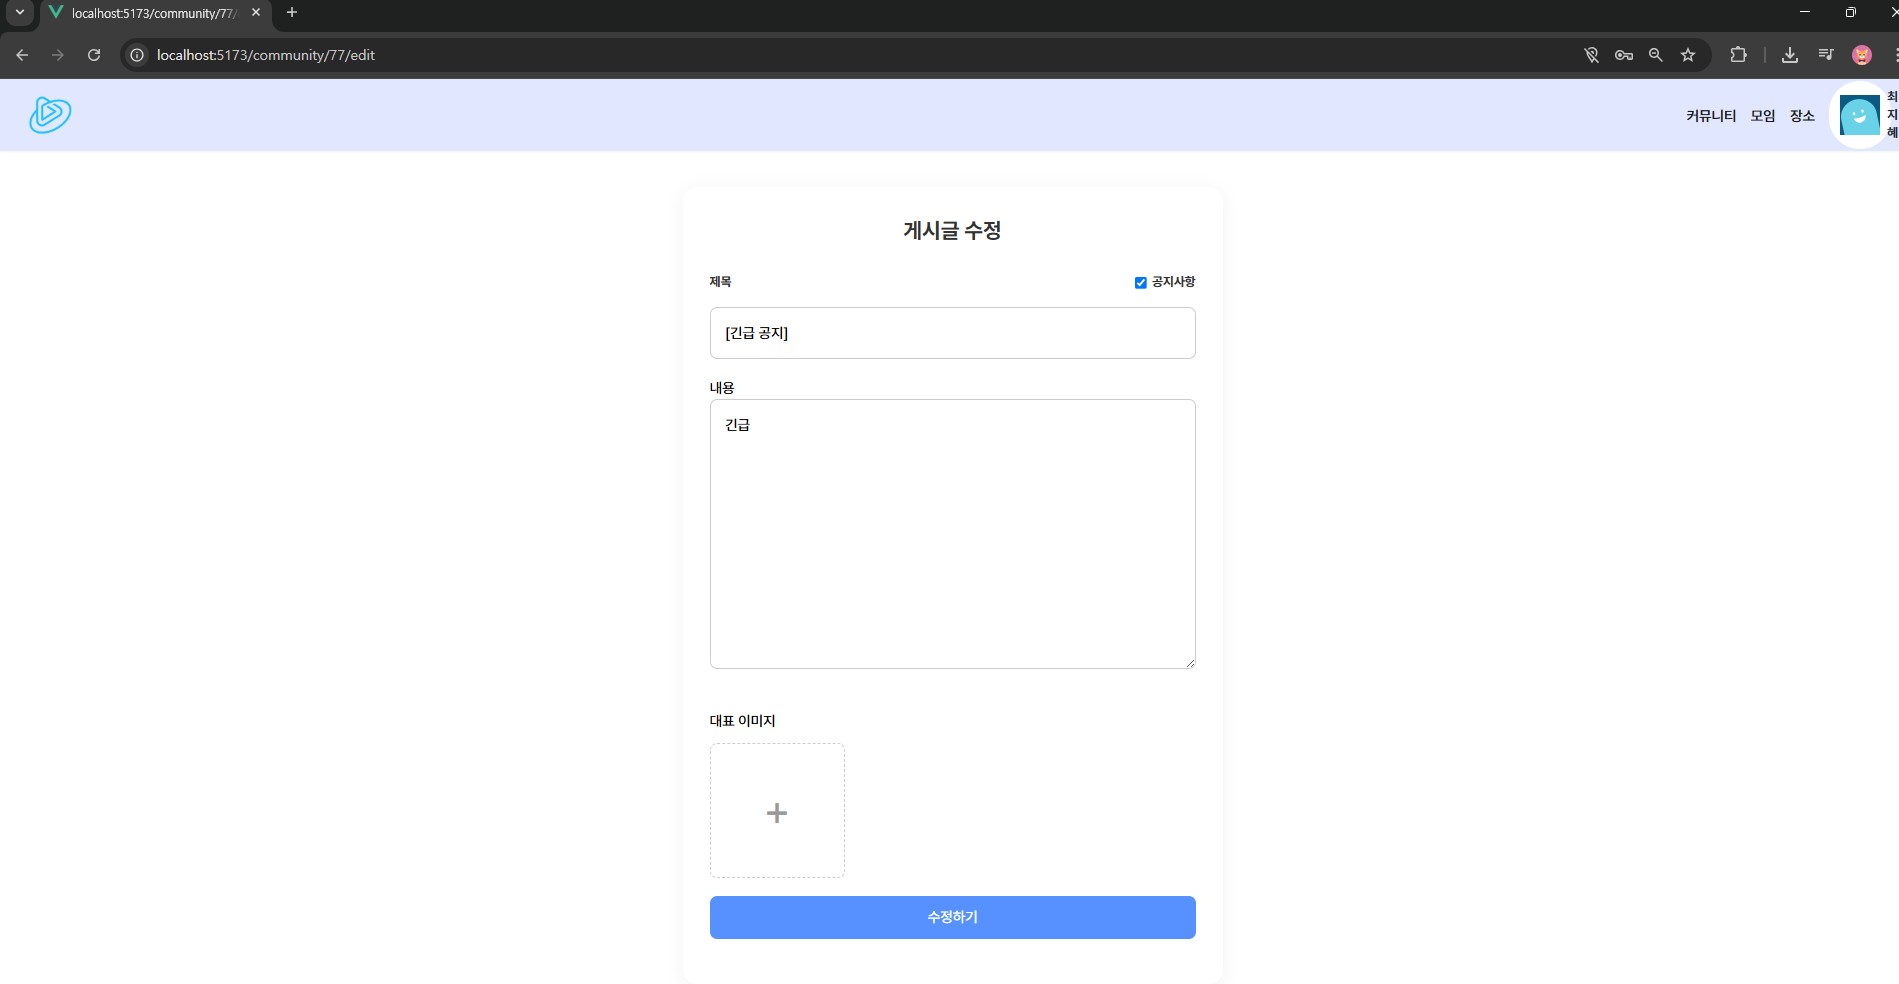 localhost:5173/community/77/
localhost:5173/community/77/edit
커뮤니티 모임 장소
최
지
혜
게시글 수정
제목
공지사항
[긴급 공지]
내용
긴급
대표 이미지
+
수정하기